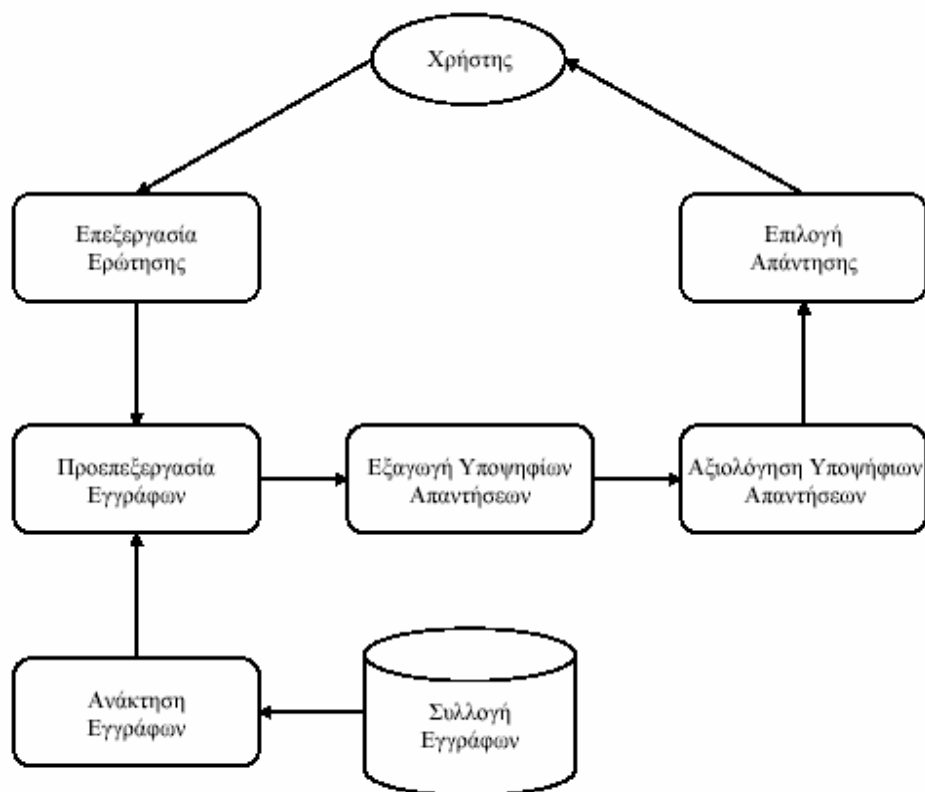 Χρήστης
Επεξεργασία
Ερώτησης
Επιλογή
Απάντησης
Προεπεξεργασία
Εγγράφων
Εξαγωγή Υποψηφίων
Απαντήσεων
Αξιολόγηση Υποψήφιων
Απαντήσεων
Ανάκτηση
Εγγράφων
Συλλογή
Εγγράφων